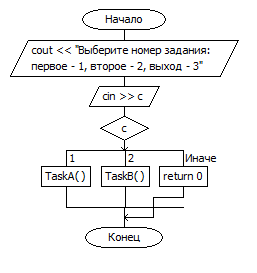 Начало
cout << "Выберите номер задания:
первое - 1, второе - 2, выход - 3"
cin >> c
c
1 2 Иначе
TaskA() TaskB() return 0
Конец